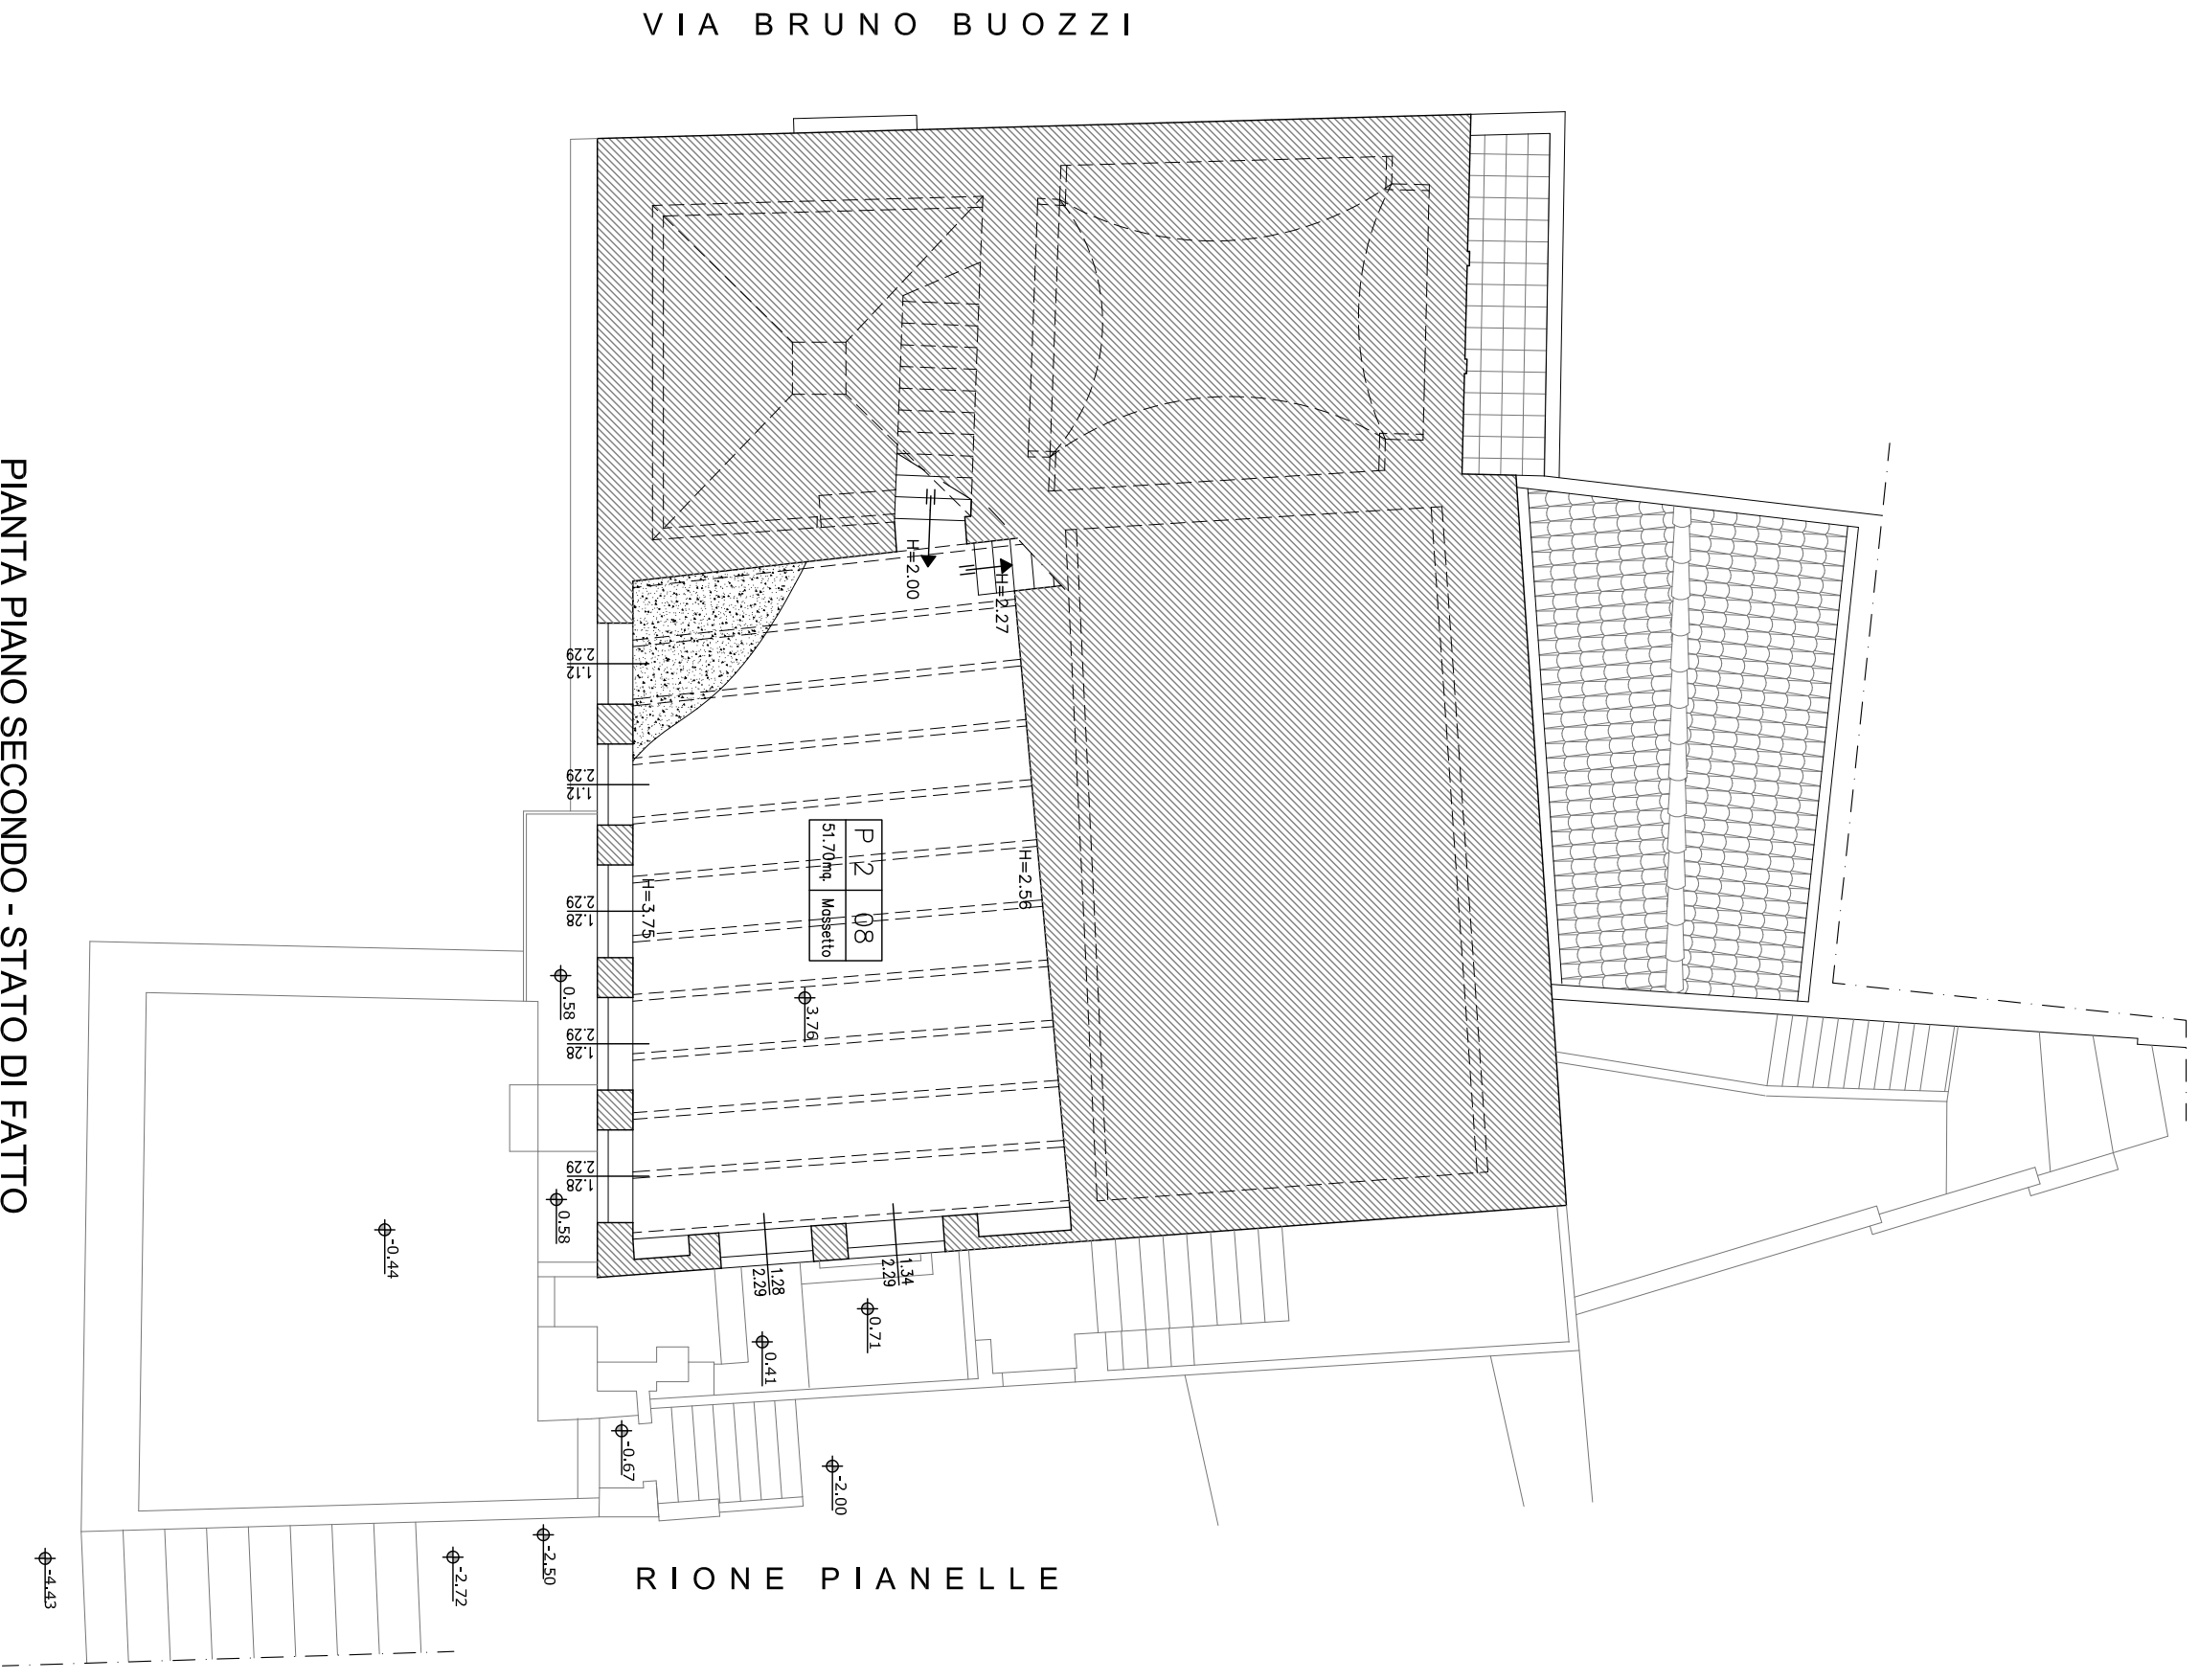 VIA BRUNO BUOZZI
PIANTA PIANO SECONDO - STATO DI FATTO
H=2.00
H=2.27
2.29
1.12
2.29
1.12
2.29
1.28
2.29
1.28
2.29
1.28
H=3.75
H=2.56
P 2 08
51.70mq. Massetto
3.76
0.58
0.58
-0.44
1.28
2.29
1.34
2.29
0.71
0.41
-0.67
-2.00
-2.50
-2.72
-4.43
RIONE PIANELLE